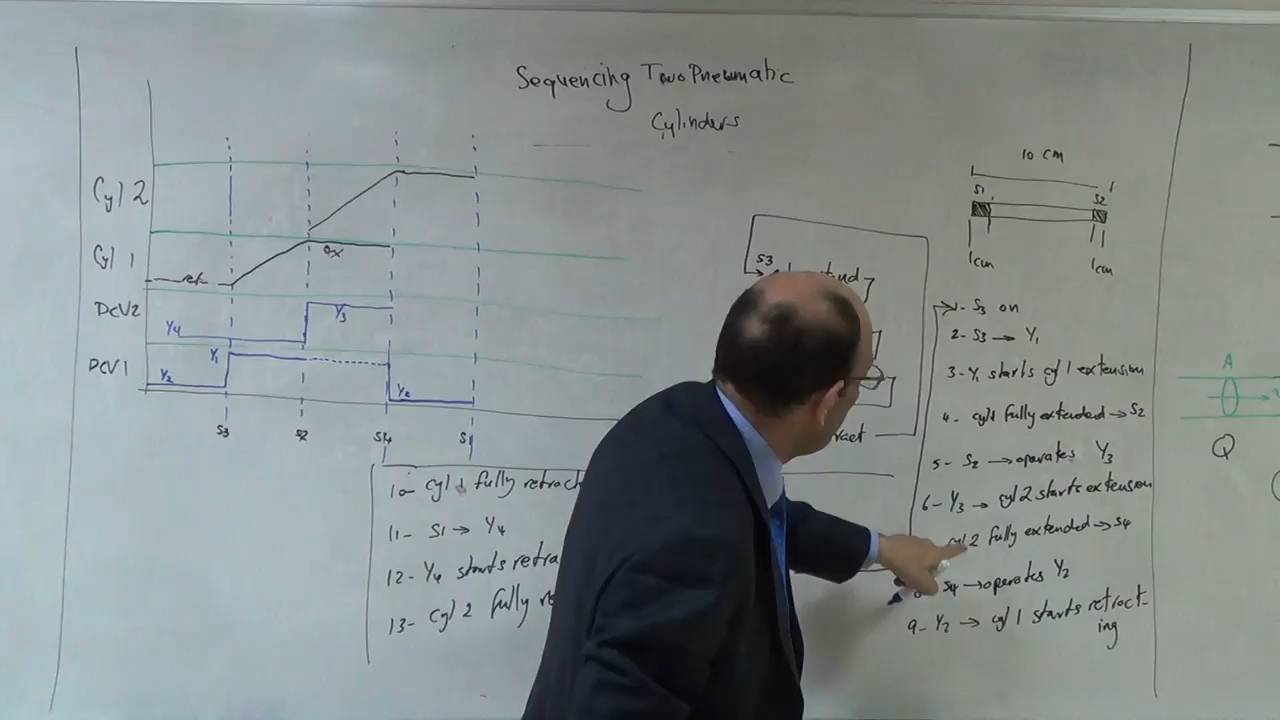 Sequencing Two Pneumatic
Cylinders
Cyl 2
Cyl 1
ex
DCV2
Y4
Y3
DCV1
Y2
Y1
Y2
S3
S2
S4
S1
10- cyl 1 fully retract
11- S1 → Y4
12- Y4 starts retra
13- cyl 2 fully re
S3
10 cm
S1
S2
1cm
1cm
1- S3 on
2- S3 → Y1
3- Y1 starts cyl 1 extension
4- cyl 1 fully extended → S2
5- S2 → operates Y3
6- Y3 → cyl 2 starts extension
cyl 2 fully extended → S4
S4 → operates Y2
9- Y2 → cyl 1 starts retract-
ing
A
Q